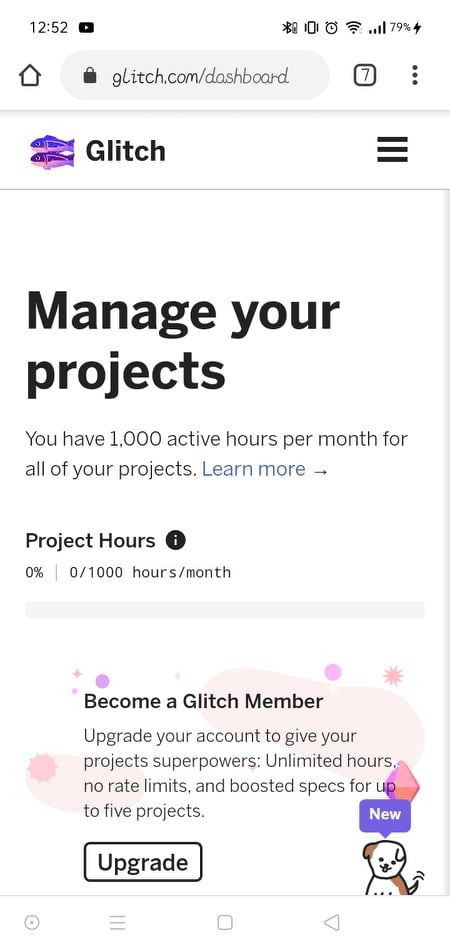 12:52
79%
glitch.com/dashboard
7
Glitch
Manage your
projects
You have 1,000 active hours per month for
all of your projects. Learn more →
Project Hours
0% | 0/1000 hours/month
Become a Glitch Member
Upgrade your account to give your
projects superpowers: Unlimited hours,
no rate limits, and boosted specs for up
to five projects.
New
Upgrade